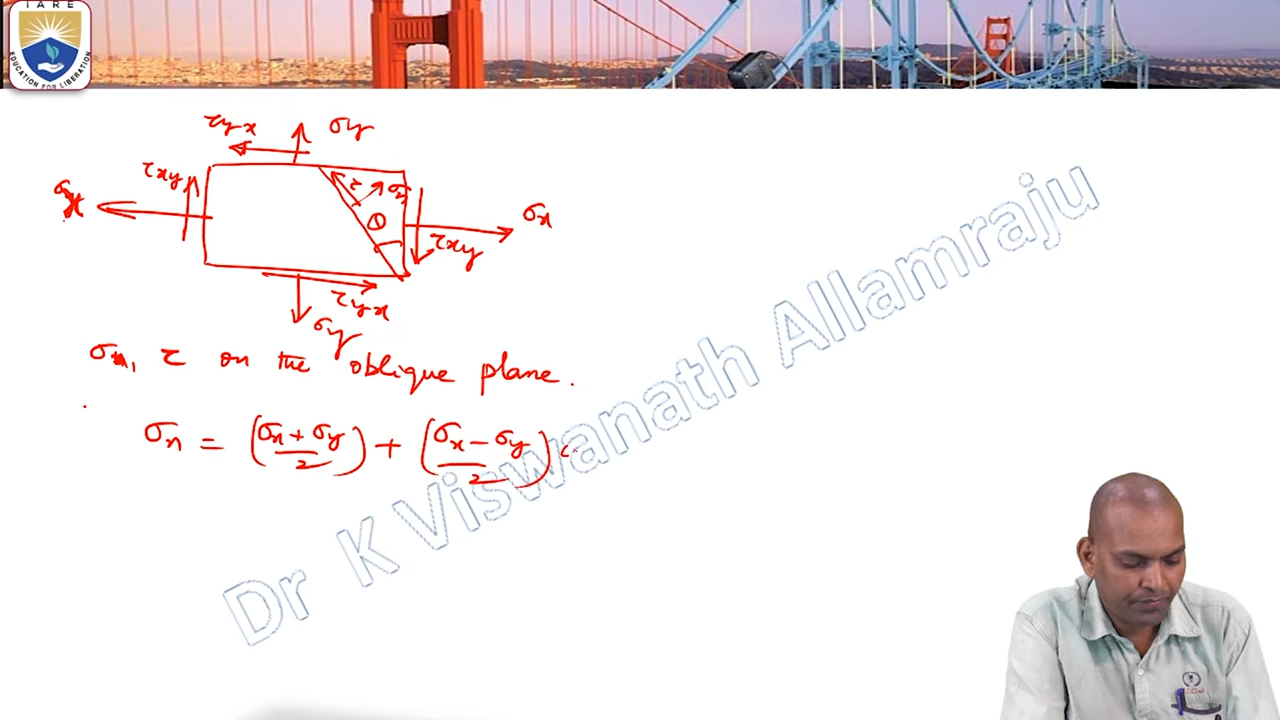 IARE
EDUCATION FOR LIBERATION
τyx
σy
τxy
σx
τ
σn
①
σx
τxy
τyx
σy
σn, τ on the oblique plane.
σn = (σx + σy / 2) + (σx − σy / 2) c
Dr K Viswanath Allamraju